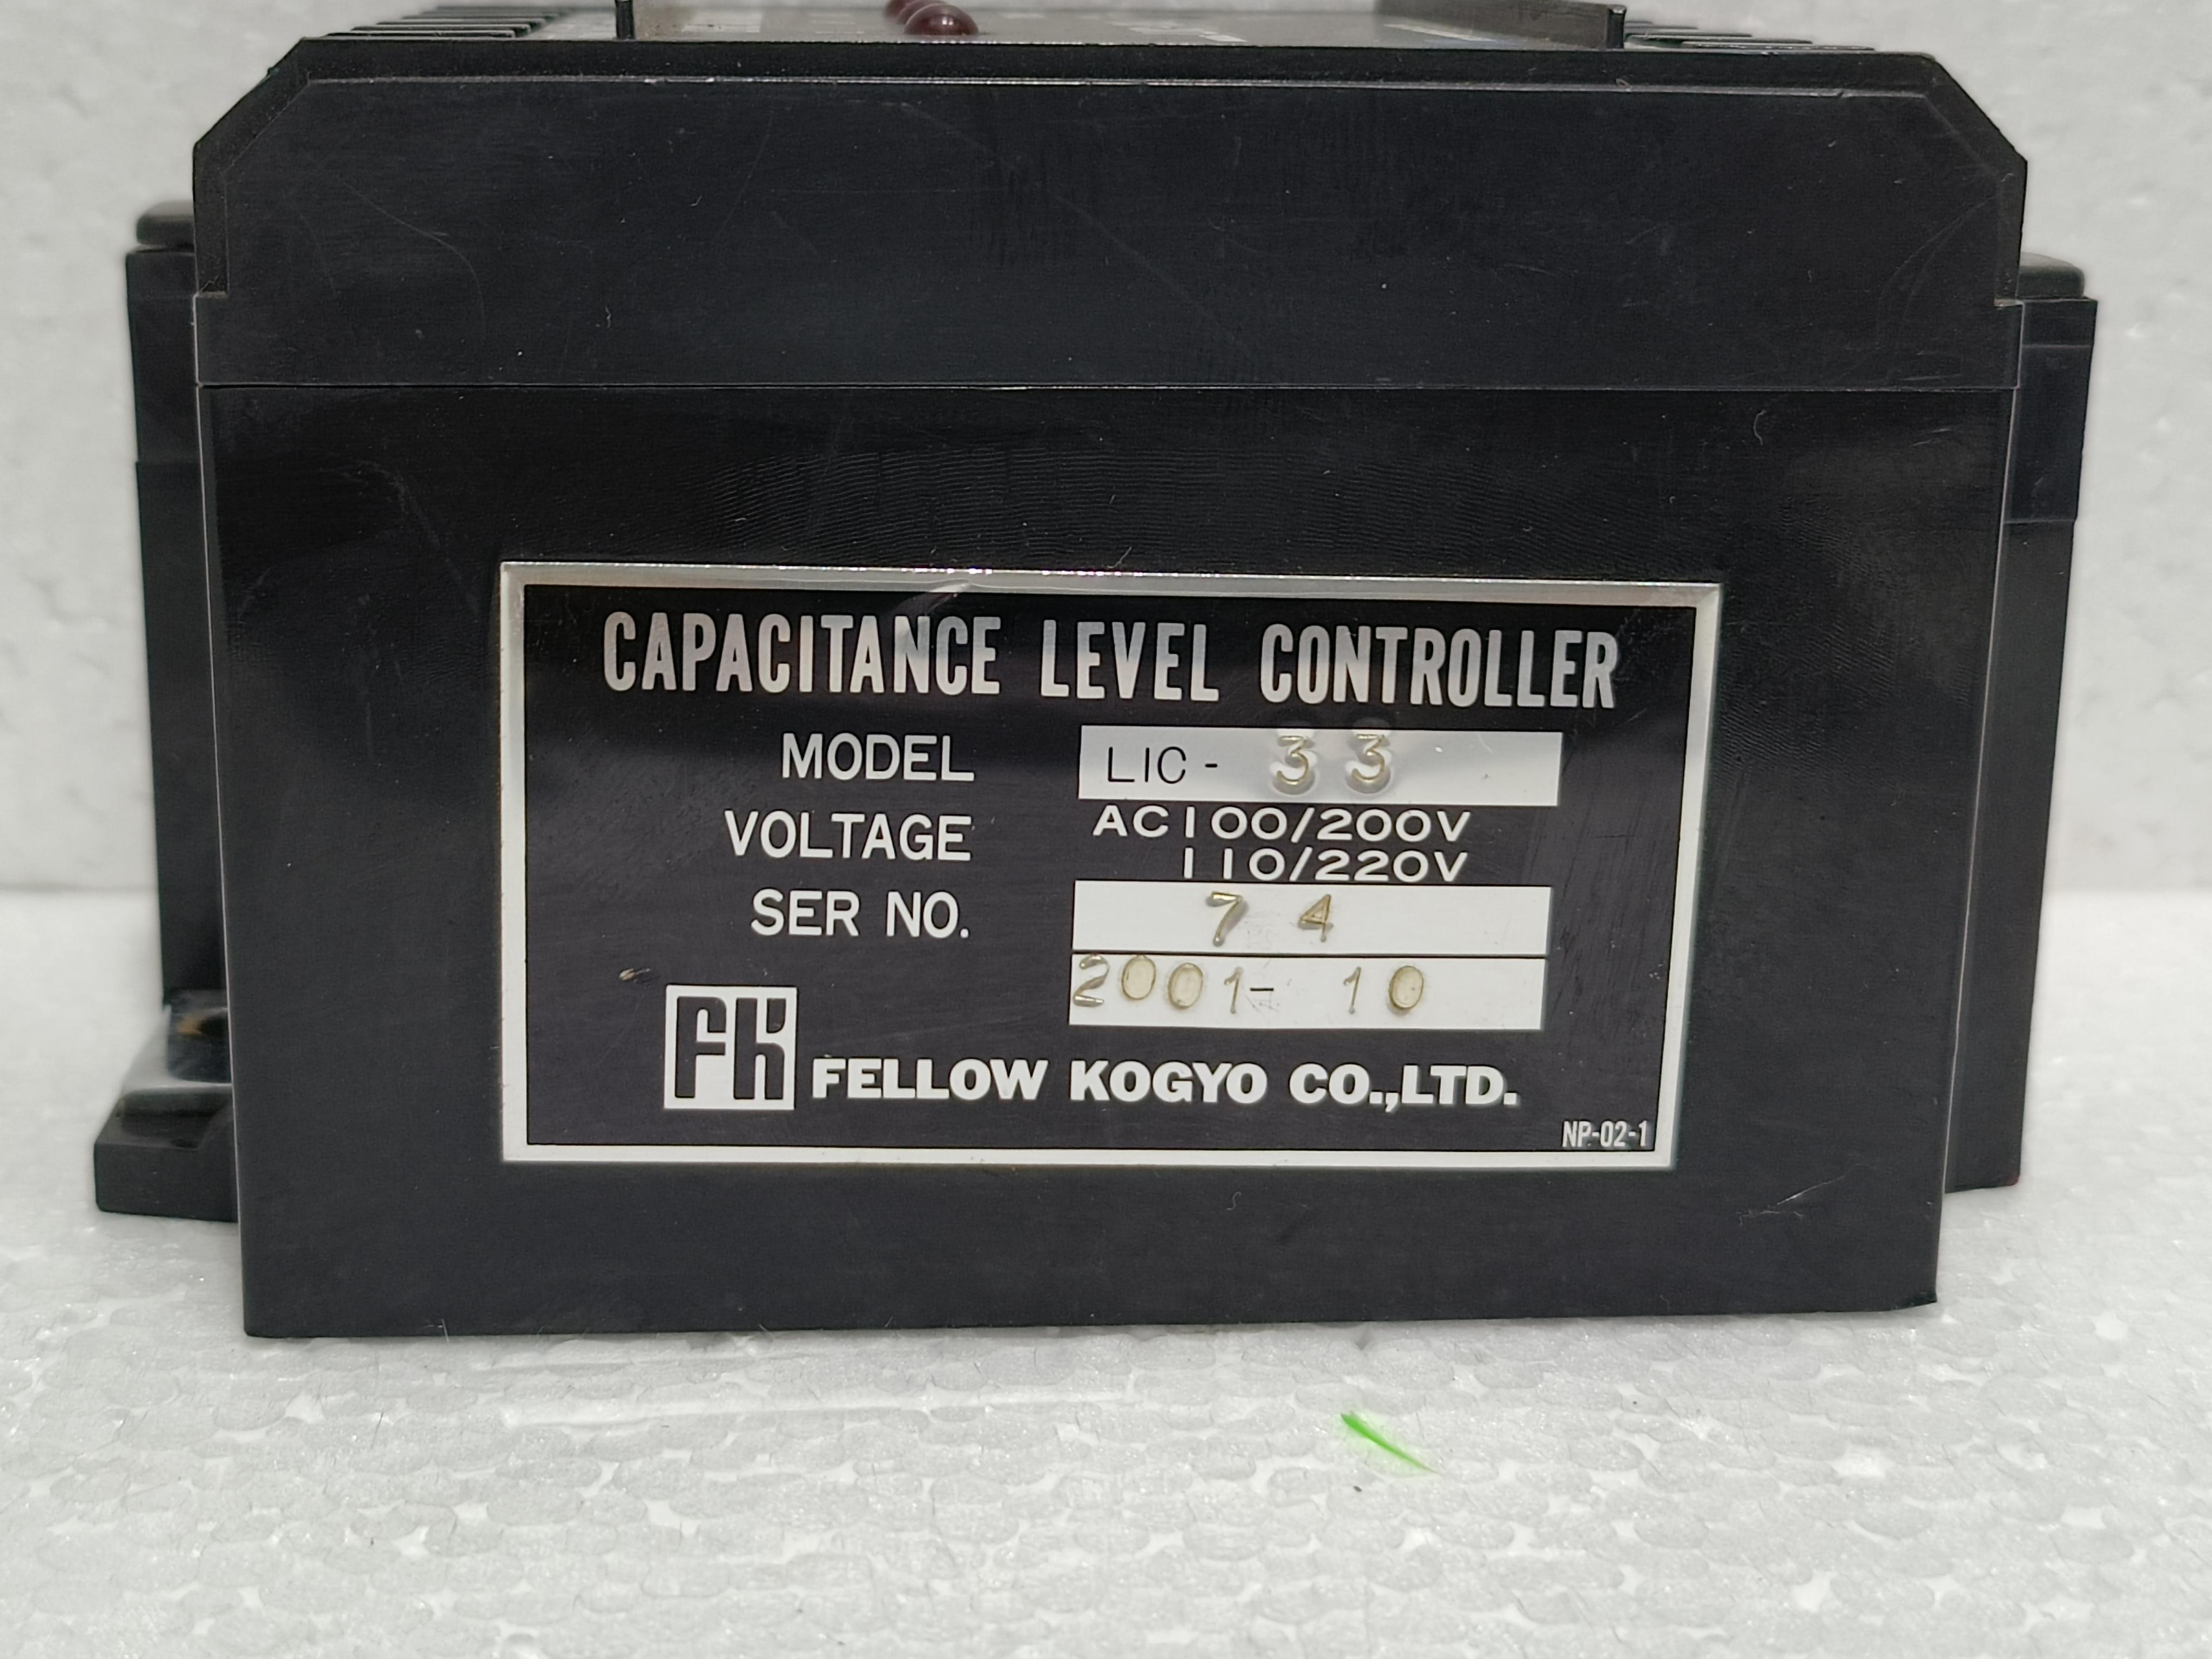 CAPACITANCE LEVEL CONTROLLER
MODEL LIC- 33
VOLTAGE AC100/200V
110/220V
SER NO. 74
2001- 10
FK FELLOW KOGYO CO.,LTD.
NP-02-1